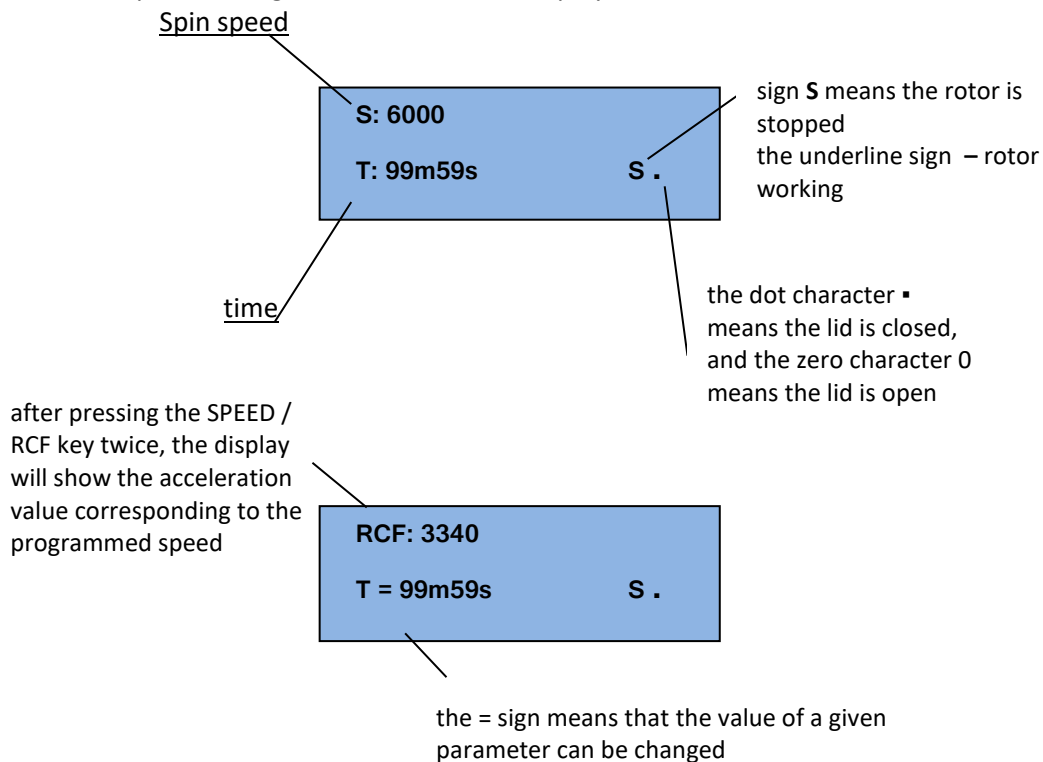 Spin speed
S: 6000
T: 99m59s S .
sign S means the rotor is
stopped
the underline sign – rotor
working
time
the dot character ▪
means the lid is closed,
and the zero character 0
means the lid is open
after pressing the SPEED /
RCF key twice, the display
will show the acceleration
value corresponding to the
programmed speed
RCF: 3340
T = 99m59s S .
the = sign means that the value of a given
parameter can be changed